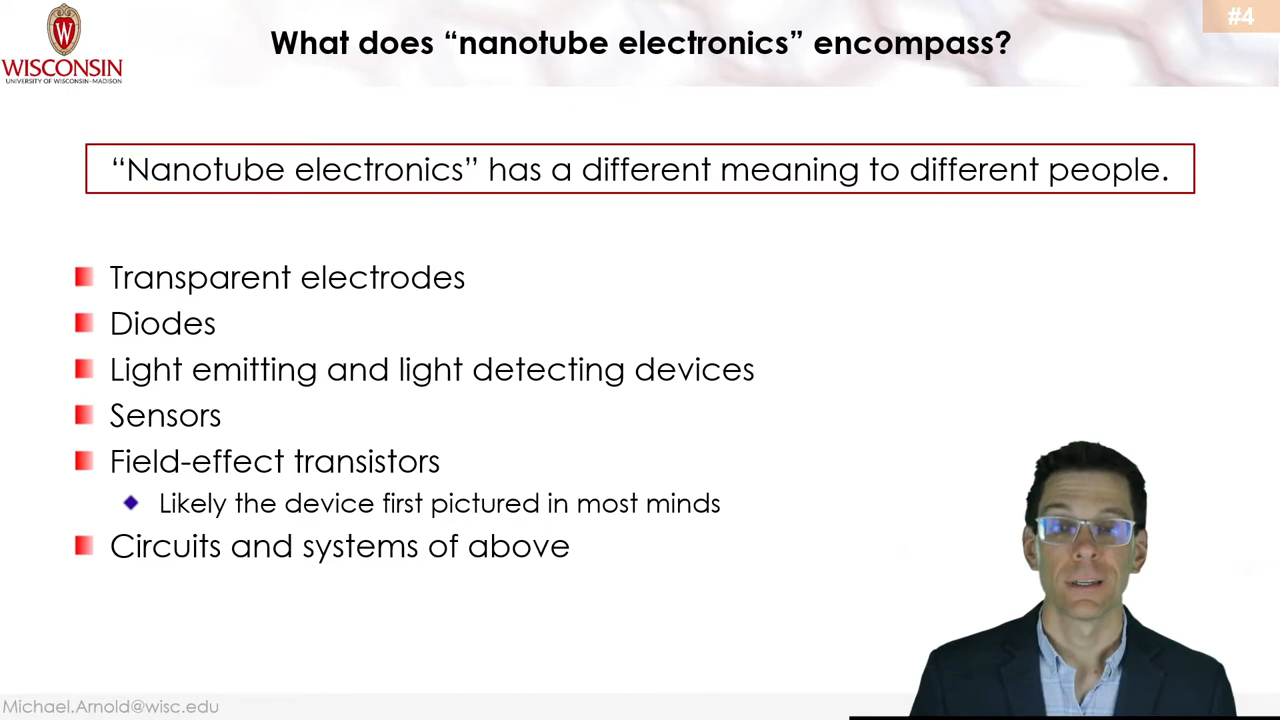 #4
W
WISCONSIN
UNIVERSITY OF WISCONSIN-MADISON
What does “nanotube electronics” encompass?
“Nanotube electronics” has a different meaning to different people.
Transparent electrodes
Diodes
Light emitting and light detecting devices
Sensors
Field-effect transistors
Likely the device first pictured in most minds
Circuits and systems of above
Michael.Arnold@wisc.edu